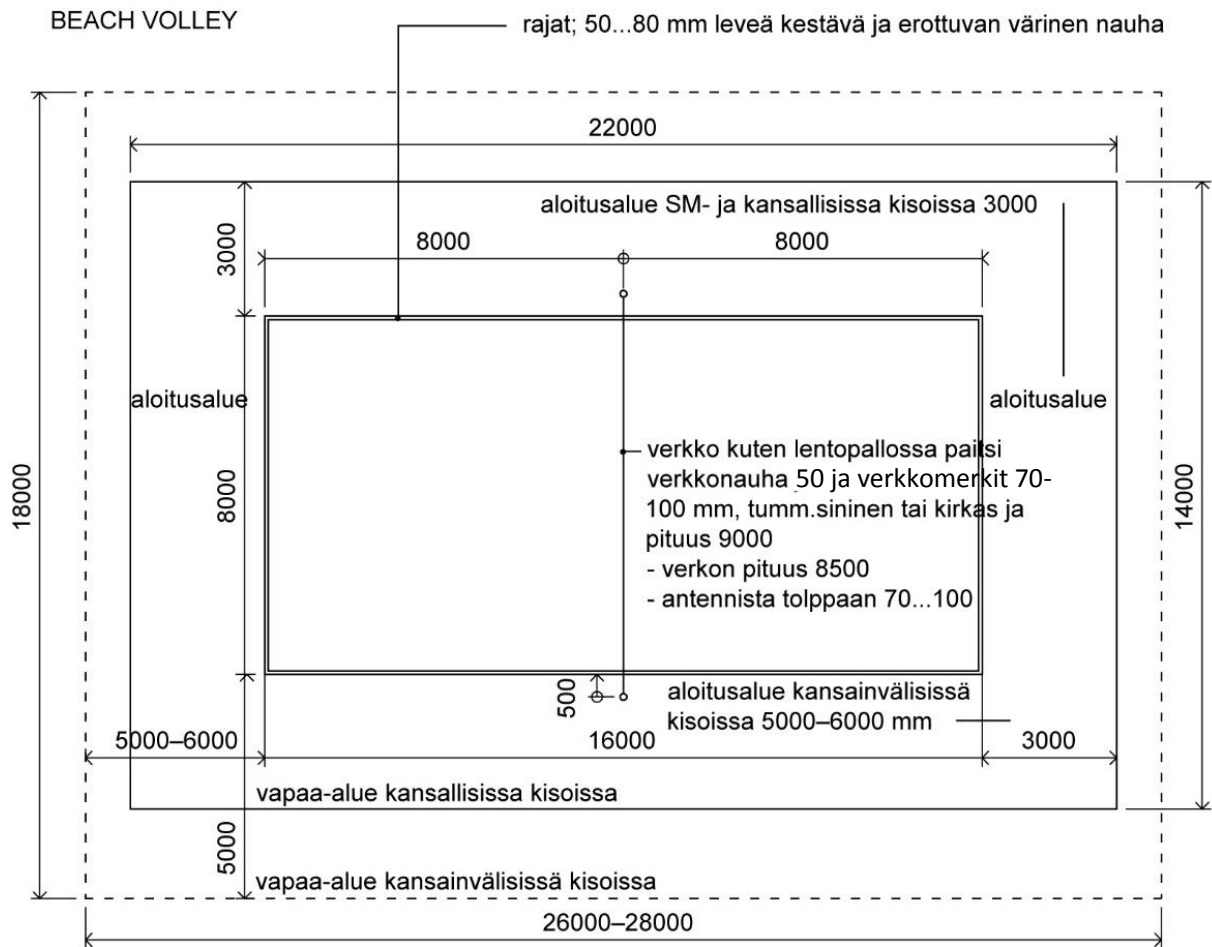 BEACH VOLLEY
rajat; 50...80 mm leveä kestävä ja erottuvan värinen nauha
22000
aloitusalue SM- ja kansallisissa kisoissa 3000
8000
8000
3000
aloitusalue
aloitusalue
verkko kuten lentopallossa paitsi
verkkonauha 50 ja verkkomerkit 70-
100 mm, tumm.sininen tai kirkas ja
pituus 9000
- verkon pituus 8500
- antennista tolppaan 70...100
18000
8000
14000
500
aloitusalue kansainvälisissä
kisoissa 5000–6000 mm
5000–6000
16000
3000
vapaa-alue kansallisissa kisoissa
5000
vapaa-alue kansainvälisissä kisoissa
26000–28000